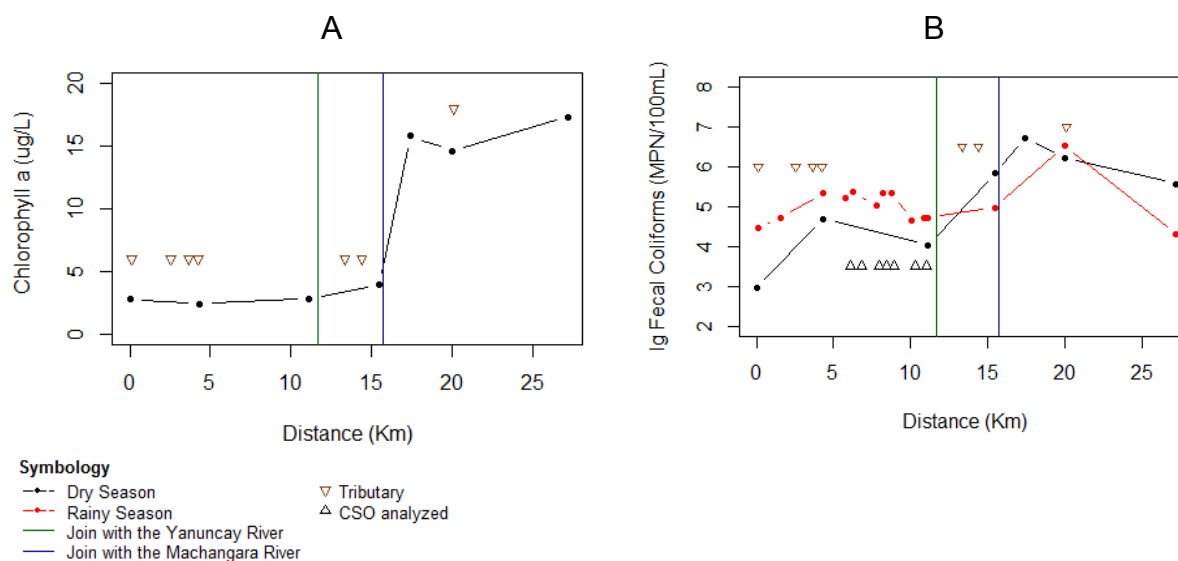 A
B
Chlorophyll a (ug/L)
20
15
10
5
0
0 5 10 15 20 25
Distance (Km)
lg Fecal Coliforms (MPN/100mL)
8
7
6
5
4
3
2
0 5 10 15 20 25
Distance (Km)
Symbology
Dry Season
Rainy Season
Join with the Yanuncay River
Join with the Machangara River
Tributary
CSO analyzed